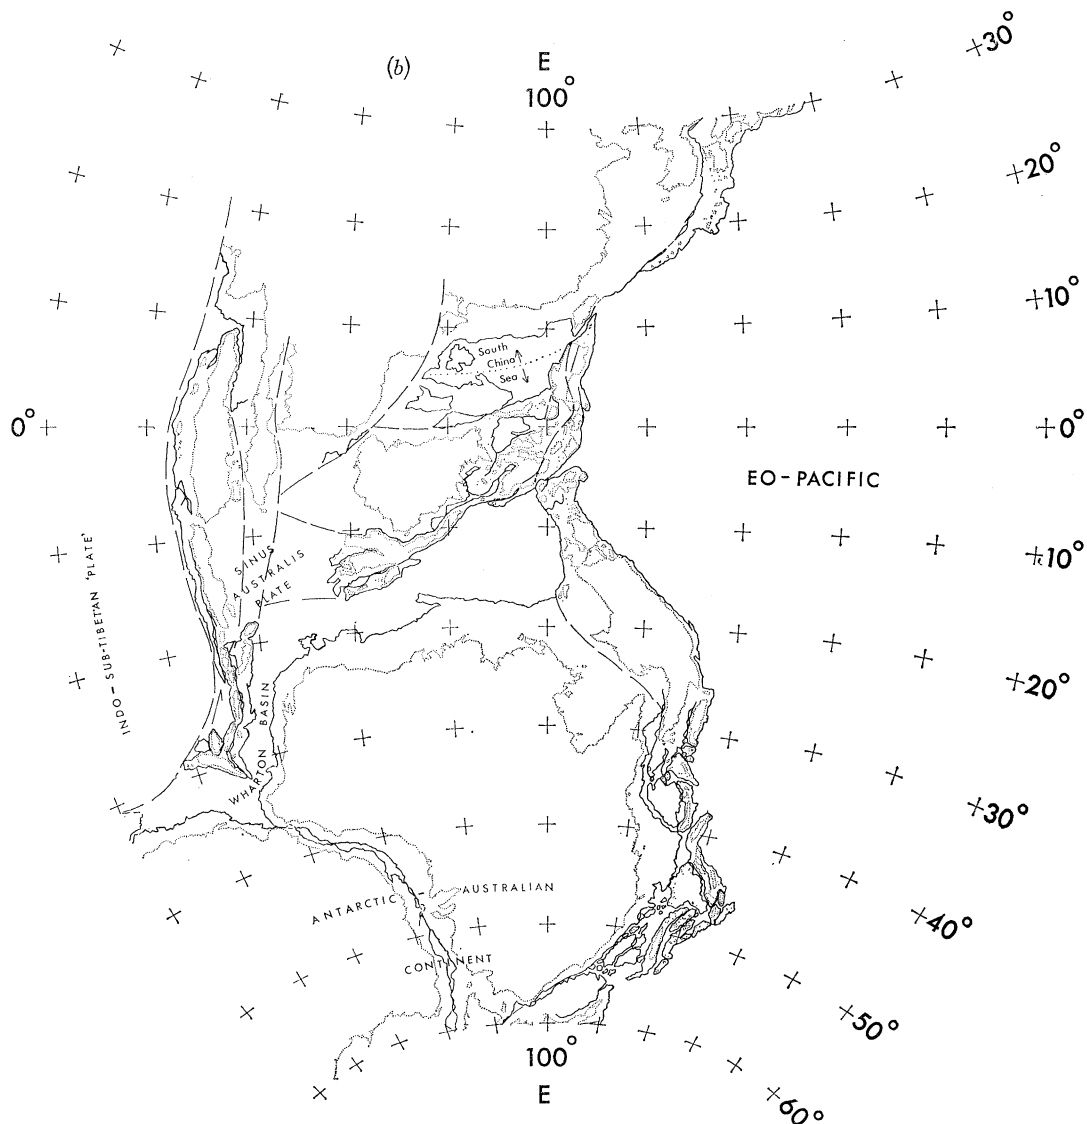 (b)
E
100°
30°
20°
10°
South
China
Sea
0°
0°
EO-PACIFIC
INDO-SUB-TIBETAN 'PLATE'
SINUS
AUSTRALIS
PLATE
10°
20°
WHARTON BASIN
30°
ANTARCTIC - AUSTRALIAN
CONTINENT
40°
50°
100°
E
60°